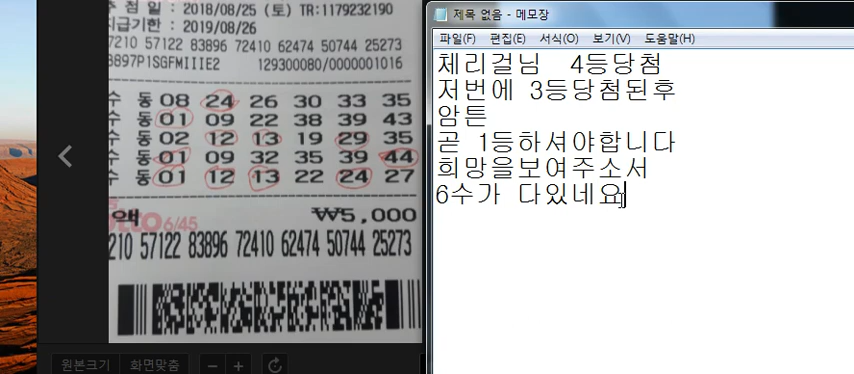 첨 일 : 2018/08/25 (토) TR:1179232190
지급기한 : 2019/08/26
7210 57122 83896 72410 62474 50744 25273
3897P1SGFMIIIE2 129300080/0000001016
수 동 08 24 26 30 33 35
수 동 01 09 22 38 39 43
수 동 02 12 13 19 29 35
수 동 01 09 32 35 39 44
수 동 01 12 13 22 24 27
액 ₩5,000
6/45
210 57122 83896 72410 62474 50744 25273
원본크기 화면맞춤
제목 없음 - 메모장
파일(F) 편집(E) 서식(O) 보기(V) 도움말(H)
체리걸님 4등당첨
저번에 3등당첨된후
암튼
곧 1등하셔야합니다
희망을보여주소서
6수가 다있네요